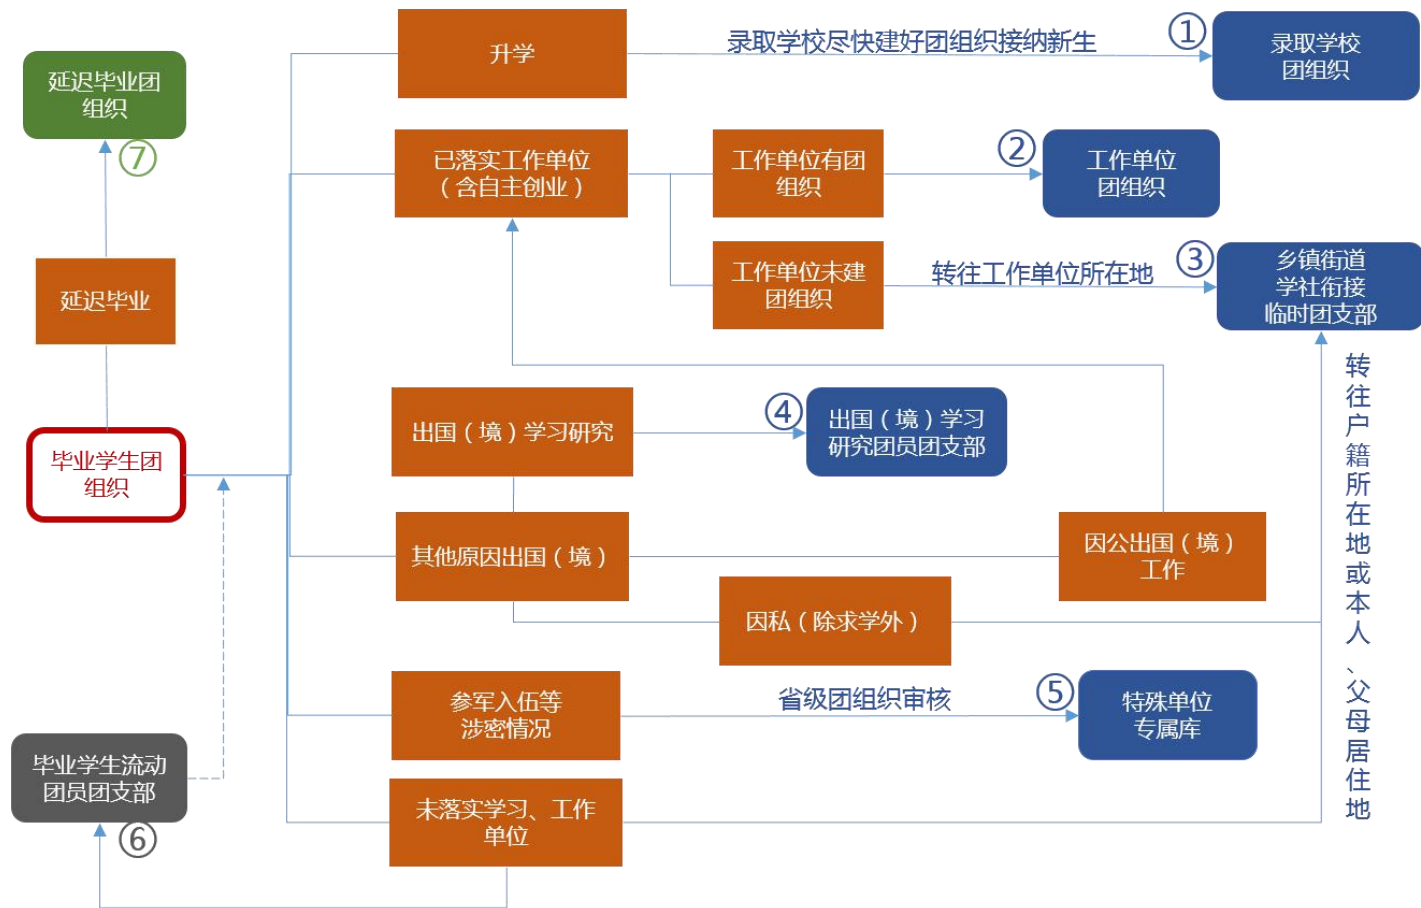 升学
录取学校尽快建好团组织接纳新生
①
录取学校
团组织
延迟毕业团
组织
⑦
已落实工作单位
（含自主创业）
工作单位有团
组织
②
工作单位
团组织
延迟毕业
工作单位未建
团组织
转往工作单位所在地
③
乡镇街道
学社衔接
临时团支部
毕业学生团
组织
出国（境）学习研究
④
出国（境）学习
研究团员团支部
转往户籍所在地或本人、父母居住地
其他原因出国（境）
因公出国（境）
工作
因私（除求学外）
参军入伍等
涉密情况
省级团组织审核
⑤
特殊单位
专属库
毕业学生流动
团员团支部
⑥
未落实学习、工作
单位